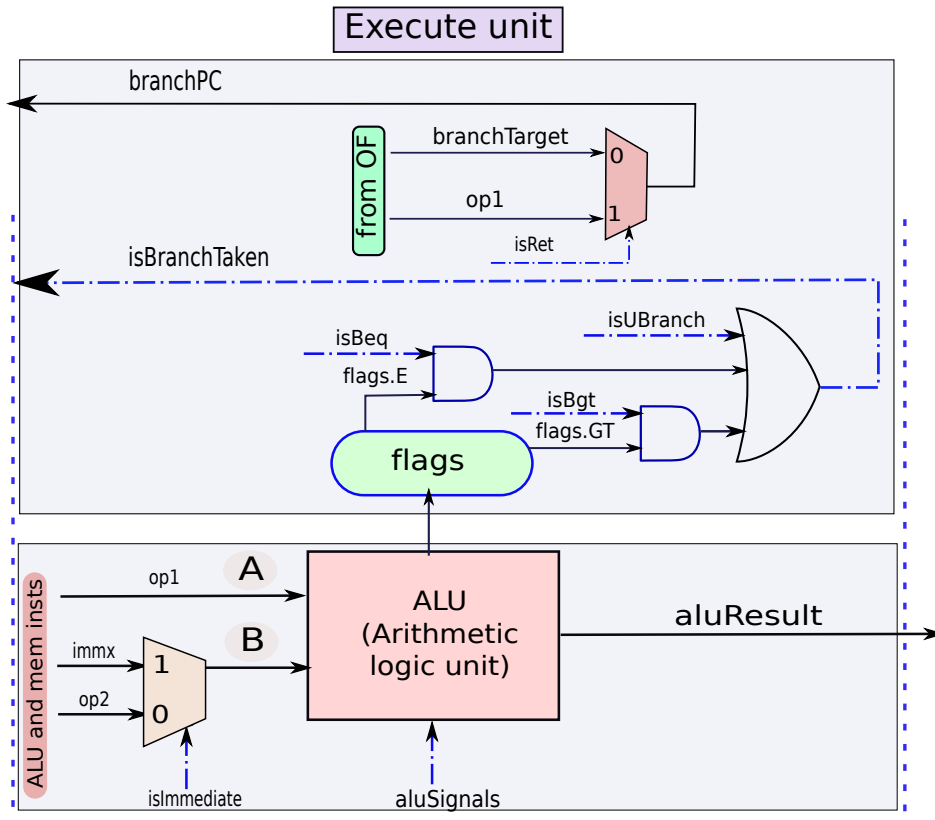 Execute unit
branchPC
from OF
branchTarget
0
op1
1
isRet
isBranchTaken
isUBranch
isBeq
flags.E
isBgt
flags.GT
flags
ALU and mem insts
op1
A
immx
1
B
op2
0
isImmediate
ALU
(Arithmetic
logic unit)
aluResult
aluSignals